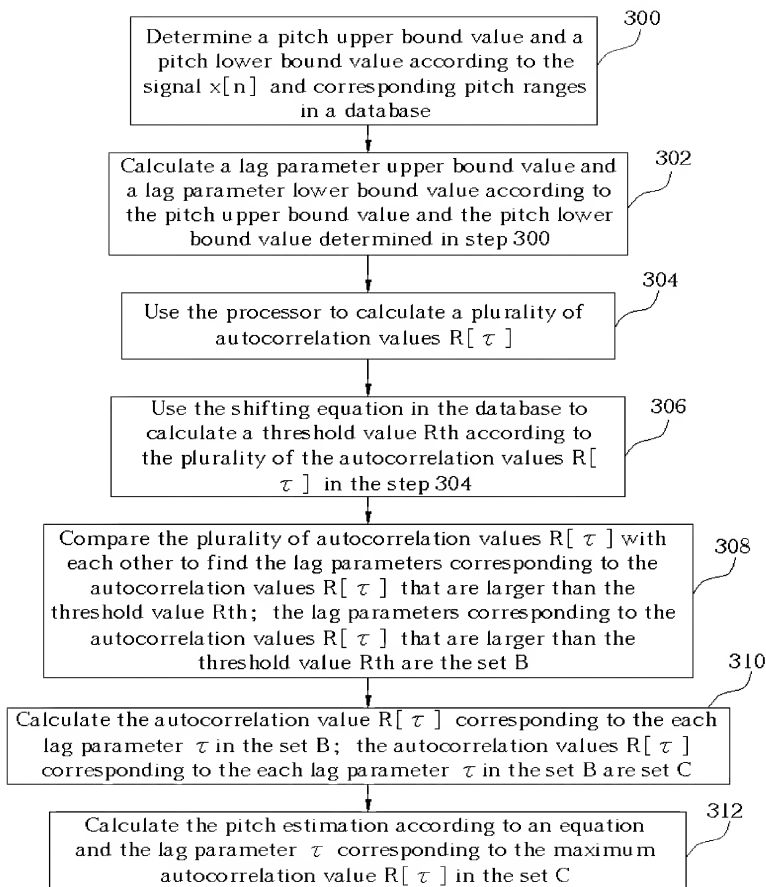 300
Determine a pitch upper bound value and a
pitch lower bound value according to the
signal x[n] and corresponding pitch ranges
in a database
302
Calculate a lag parameter upper bound value and
a lag parameter lower bound value according to
the pitch upper bound value and the pitch lower
bound value determined in step 300
304
Use the processor to calculate a plurality of
autocorrelation values R[ τ ]
306
Use the shifting equation in the database to
calculate a threshold value Rth according to
the plurality of the autocorrelation values R[
τ ] in the step 304
308
Compare the plurality of autocorrelation values R[ τ ] with
each other to find the lag parameters corresponding to the
autocorrelation values R[ τ ] that are larger than the
threshold value Rth; the lag parameters corresponding to the
autocorrelation values R[ τ ] that are larger than the
threshold value Rth are the set B
310
Calculate the autocorrelation value R[ τ ] corresponding to the each
lag parameter τ in the set B; the autocorrelation values R[ τ ]
corresponding to the each lag parameter τ in the set B are set C
312
Calculate the pitch estimation according to an equation
and the lag parameter τ corresponding to the maximum
autocorrelation value R[ τ ] in the set C